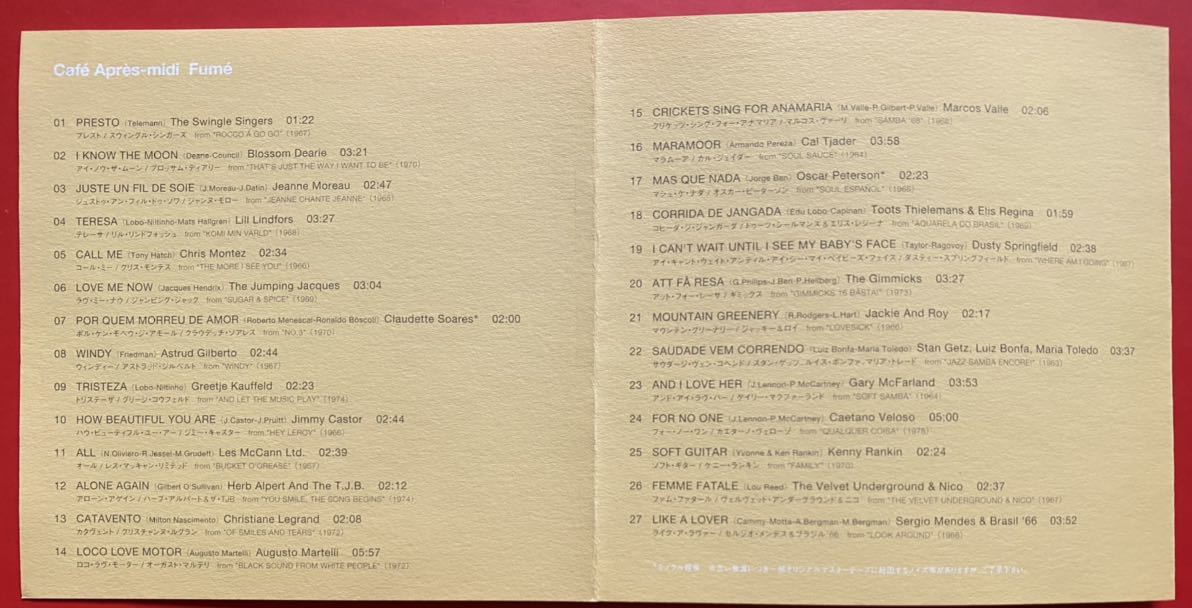 Café Après-midi Fumé
01 PRESTO (Telemann) The Swingle Singers 01:22
プレスト / スウィングル・シンガーズ from "ROCCO Á GO GO" (1967)
02 I KNOW THE MOON (Deane-Council) Blossom Dearie 03:21
アイ・ノウ・ザ・ムーン / ブロッサム・ディアリー from "THAT'S JUST THE WAY I WANT TO BE" (1970)
03 JUSTE UN FIL DE SOIE (J.Moreau-J.Datin) Jeanne Moreau 02:47
ジュストゥ・アン・フィル・ドゥ・ソワ / ジャンヌ・モロー from "JEANNE CHANTE JEANNE"
04 TERESA (Lobo-Niltinho-Mats Hallgren) Lill Lindfors 03:27
テレーサ / リル・リンドフォッシュ from "KOMI MIN VARLD" (1968)
05 CALL ME (Tony Hatch) Chris Montez 02:34
コール・ミー / クリス・モンテス from "THE MORE I SEE YOU" (1966)
06 LOVE ME NOW (Jacques Hendrix) The Jumping Jacques 03:04
ラヴ・ミー・ナウ / ジャンピング・ジャック from "SUGAR & SPICE" (1969)
07 POR QUEM MORREU DE AMOR (Roberto Menescal-Ronaldo Bôscoli) Claudette Soares* 02:00
ポル・ケン・モヘウ・ジ・アモール / クラウデッチ・ソアレス from "NO.3" (1970)
08 WINDY (Friedman) Astrud Gilberto 02:44
ウィンディー / アストラッド・ジルベルト from "WINDY" (1967)
09 TRISTEZA (Lobo-Niltinho) Greetje Kauffeld 02:23
トリステーザ / グリージ・コウフェルド from "AND LET THE MUSIC PLAY" (1974)
10 HOW BEAUTIFUL YOU ARE (J.Castor-J.Pruitt) Jimmy Castor 02:44
ハウ・ビューティフル・ユー・アー / ジミー・キャスター from "HEY LEROY" (1966)
11 ALL (N.Oliviero-R.Jessel-M.Grudeff) Les McCann Ltd. 02:39
オール / レス・マッキャン・リミテッド from "BUCKET O'GREASE" (1967)
12 ALONE AGAIN (Gilbert O'Sullivan) Herb Alpert And The T.J.B. 02:12
アローン・アゲイン / ハーブ・アルパート&ザ・TJB from "YOU SMILE, THE SONG BEGINS" (1974)
13 CATAVENTO (Milton Nascimento) Christiane Legrand 02:08
カタヴェント / クリスチャンヌ・ルグラン from "OF SMILES AND TEARS" (1972)
14 LOCO LOVE MOTOR (Augusto Martelli) Augusto Martelli 05:57
ロコ・ラヴ・モーター / オーガスト・マルテリ from "BLACK SOUND FROM WHITE PEOPLE" (1972)
15 CRICKETS SING FOR ANAMARIA (M.Valle-R.Gilbert-P.Valle) Marcos Valle 02:06
クリケッツ・シング・フォー・アナマリア / マルコス・ヴァーリ from "SAMBA '68" (1968)
16 MARAMOOR (Armando Pereza) Cal Tjader 03:58
マラムーア / カル・ジェイダー from "SOUL SAUCE" (1964)
17 MAS QUE NADA (Jorge Ben) Oscar Peterson* 02:23
マシュ・ケ・ナダ / オスカー・ピーターソン from "SOUL ESPAÑOL" (1966)
18 CORRIDA DE JANGADA (Edu Lobo-Capinan) Toots Thielemans & Elis Regina 01:59
コヒーダ・ジ・ジャンガーダ / トゥーツ・シールマンス & エリス・レジーナ from "AQUARELA DO BRASIL" (1969)
19 I CAN'T WAIT UNTIL I SEE MY BABY'S FACE (Taylor-Ragovoy) Dusty Springfield 02:38
アイ・キャント・ウェイト・アンティル・アイ・シー・マイ・ベイビーズ・フェイス / ダスティー・スプリングフィールド from "WHERE AM I GOING" (1967)
20 ATT FÅ RESA (G.Philips-J.Ben-P.Hellberg) The Gimmicks 03:27
アット・フォー・レーサ / ギミックス from "GIMMICKS 16 BÄSTA!" (1973)
21 MOUNTAIN GREENERY (R.Rodgers-L.Hart) Jackie And Roy 02:17
マウンテン・グリーナリー / ジャッキー&ロイ from "LOVESICK" (1966)
22 SAUDADE VEM CORRENDO (Luiz Bonfa-Maria Toledo) Stan Getz, Luiz Bonfa, Maria Toledo 03:37
サウダージ・ヴェン・コヘンド / スタン・ゲッツ、ルイス・ボンファ、マリア・トレード from "JAZZ SAMBA ENCORE!" (1963)
23 AND I LOVE HER (J.Lennon-P.McCartney) Gary McFarland 03:53
アンド・アイ・ラヴ・ハー / ゲイリー・マクファーランド from "SOFT SAMBA" (1964)
24 FOR NO ONE (J.Lennon-P.McCartney) Caetano Veloso 05:00
フォー・ノー・ワン / カエターノ・ヴェローゾ from "QUALQUER COISA"
25 SOFT GUITAR (Yvonne & Ken Rankin) Kenny Rankin 02:24
ソフト・ギター / ケニー・ランキン from "FAMILY" (1970)
26 FEMME FATALE (Lou Reed) The Velvet Underground & Nico 02:37
ファム・ファタール / ヴェルヴェット・アンダーグラウンド & ニコ from "THE VELVET UNDERGROUND & NICO" (1967)
27 LIKE A LOVER (Cammy-Motta-A.Bergman-M.Bergman) Sergio Mendes & Brasil '66 03:52
ライク・ア・ラヴァー / セルジオ・メンデス & ブラジル '66 from "LOOK AROUND" (1968)
オリジナルマスターテープに起因するノイズ等がありますが、ご了承下さい。